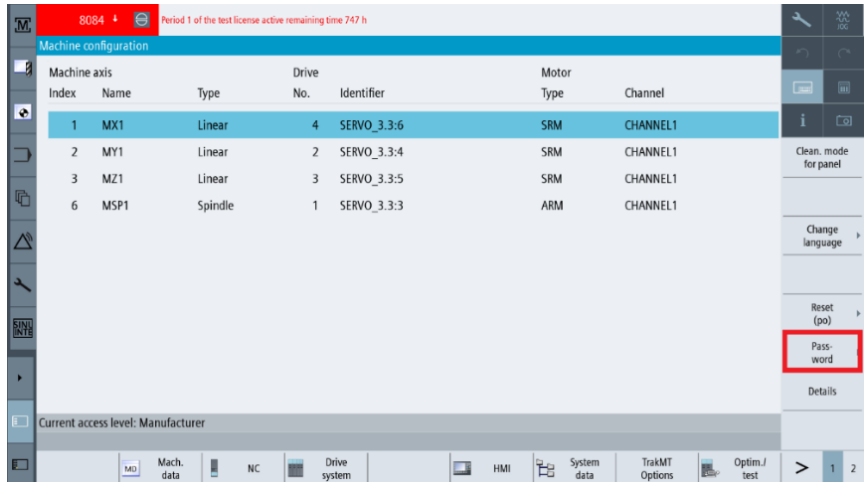 M
8084 ↓ Period 1 of the test license active remaining time 747 h
JOG
Machine configuration
Machine axis Drive Motor
Index Name Type No. Identifier Type Channel
1 MX1 Linear 4 SERVO_3.3:6 SRM CHANNEL1
2 MY1 Linear 2 SERVO_3.3:4 SRM CHANNEL1
3 MZ1 Linear 3 SERVO_3.3:5 SRM CHANNEL1
6 MSP1 Spindle 1 SERVO_3.3:3 ARM CHANNEL1
i
Clean. mode
for panel
Change
language
Reset
(po)
Pass-
word
Details
SINU
INTE
Current access level: Manufacturer
MD Mach.
data
NC
Drive
system
HMI
System
data
TrakMT
Options
Optim./
test
> 1 2